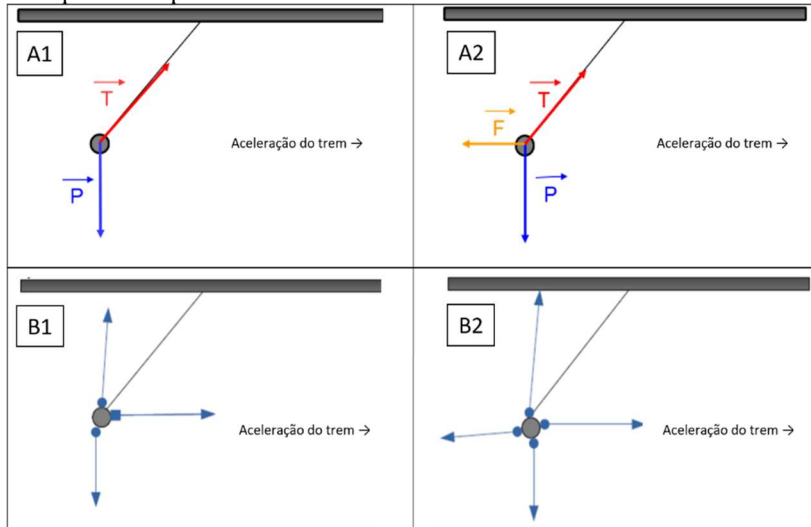 A1
T
P
Aceleração do trem →
A2
F
T
P
Aceleração do trem →
B1
Aceleração do trem →
B2
Aceleração do trem →